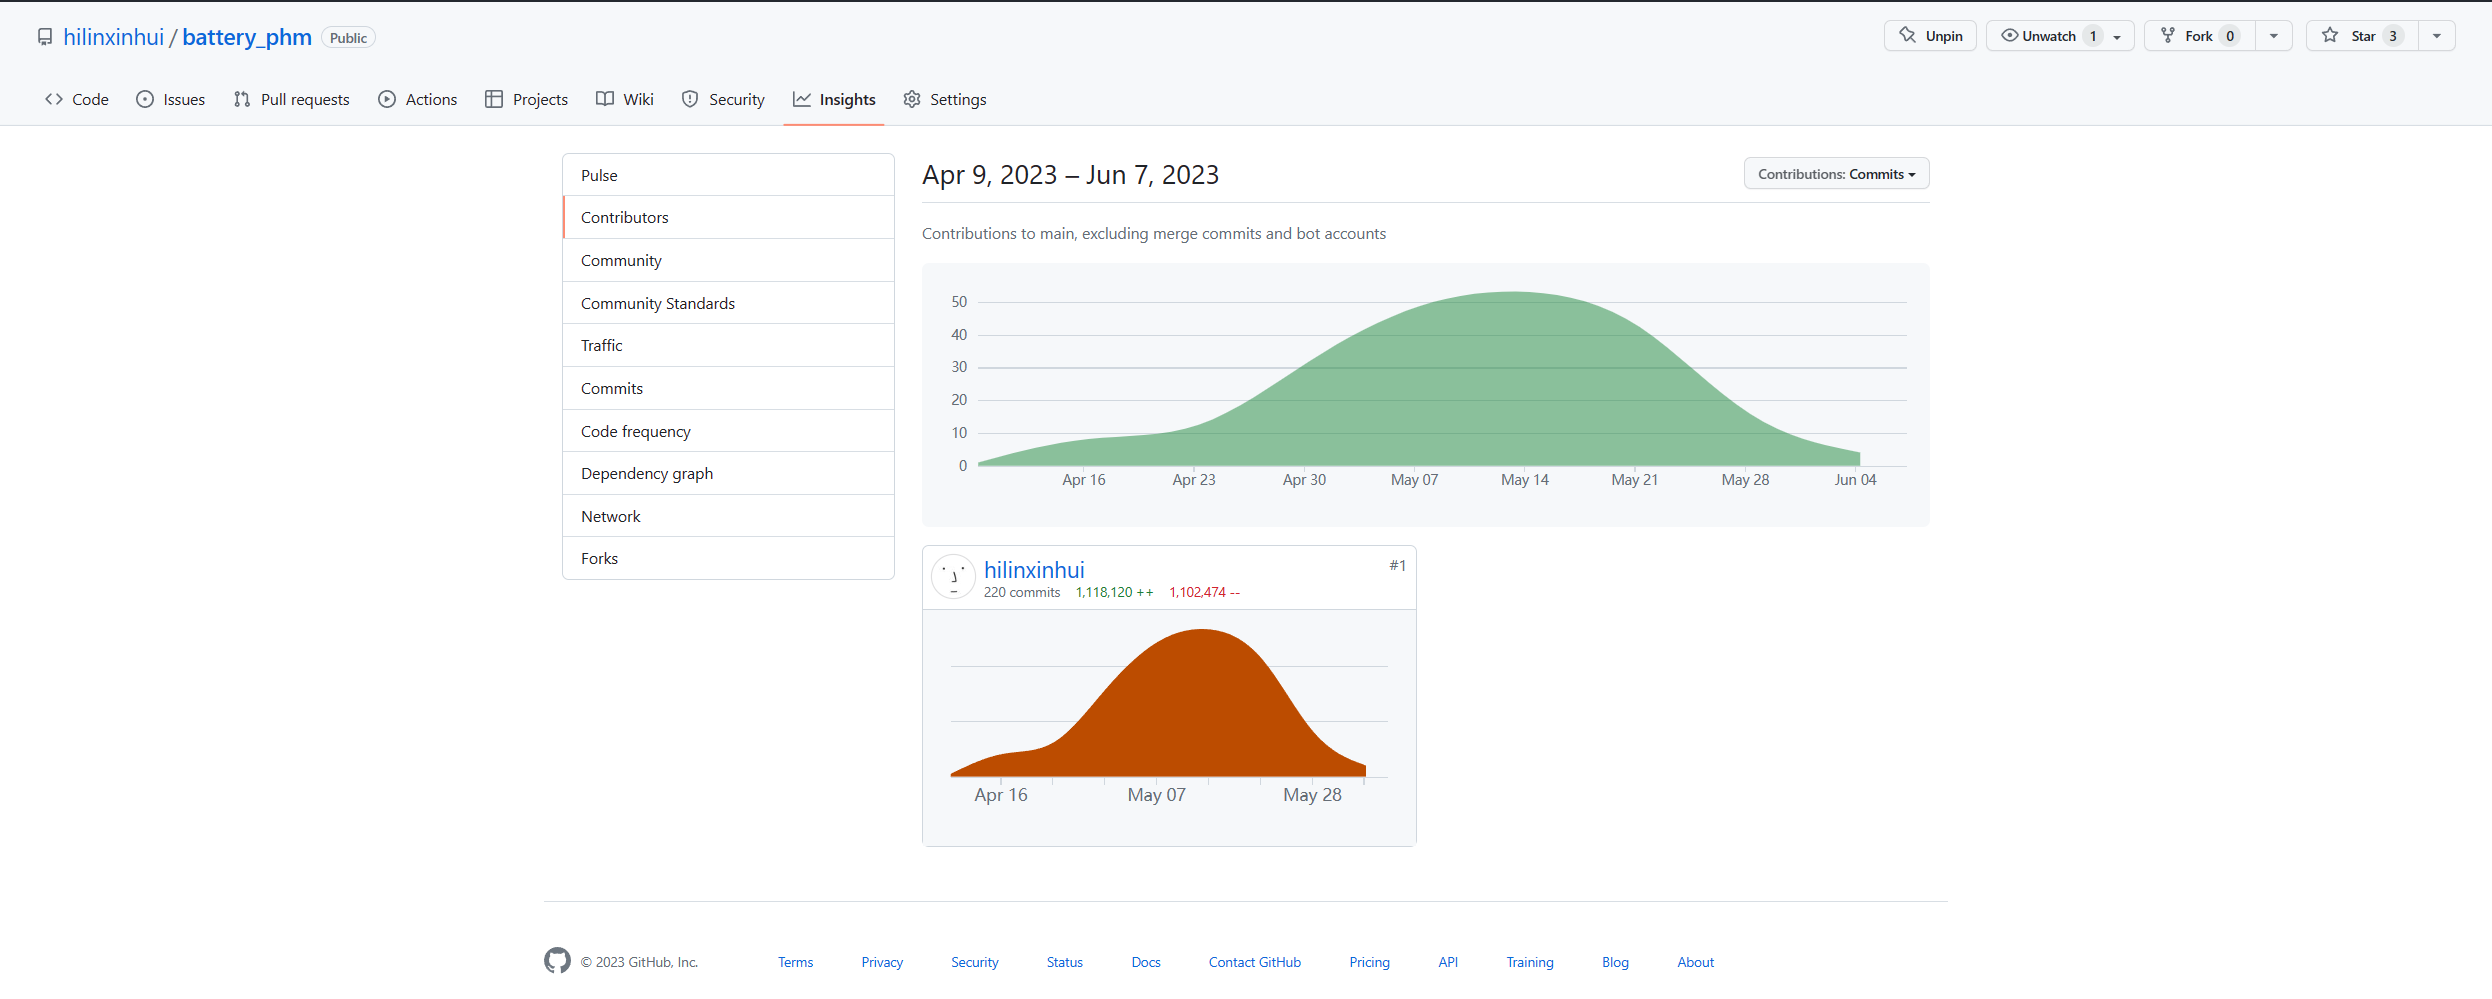 hilinxinhui / battery_phm Public Unpin Unwatch 1 Fork 0 Star 3
Code Issues Pull requests Actions Projects Wiki Security Insights Settings
Pulse
Contributors
Community
Community Standards
Traffic
Commits
Code frequency
Dependency graph
Network
Forks
Apr 9, 2023 – Jun 7, 2023 Contributions: Commits
Contributions to main, excluding merge commits and bot accounts
50
40
30
20
10
0
Apr 16 Apr 23 Apr 30 May 07 May 14 May 21 May 28 Jun 04
hilinxinhui #1
220 commits 1,118,120 ++ 1,102,474 --
Apr 16 May 07 May 28
© 2023 GitHub, Inc. Terms Privacy Security Status Docs Contact GitHub Pricing API Training Blog About